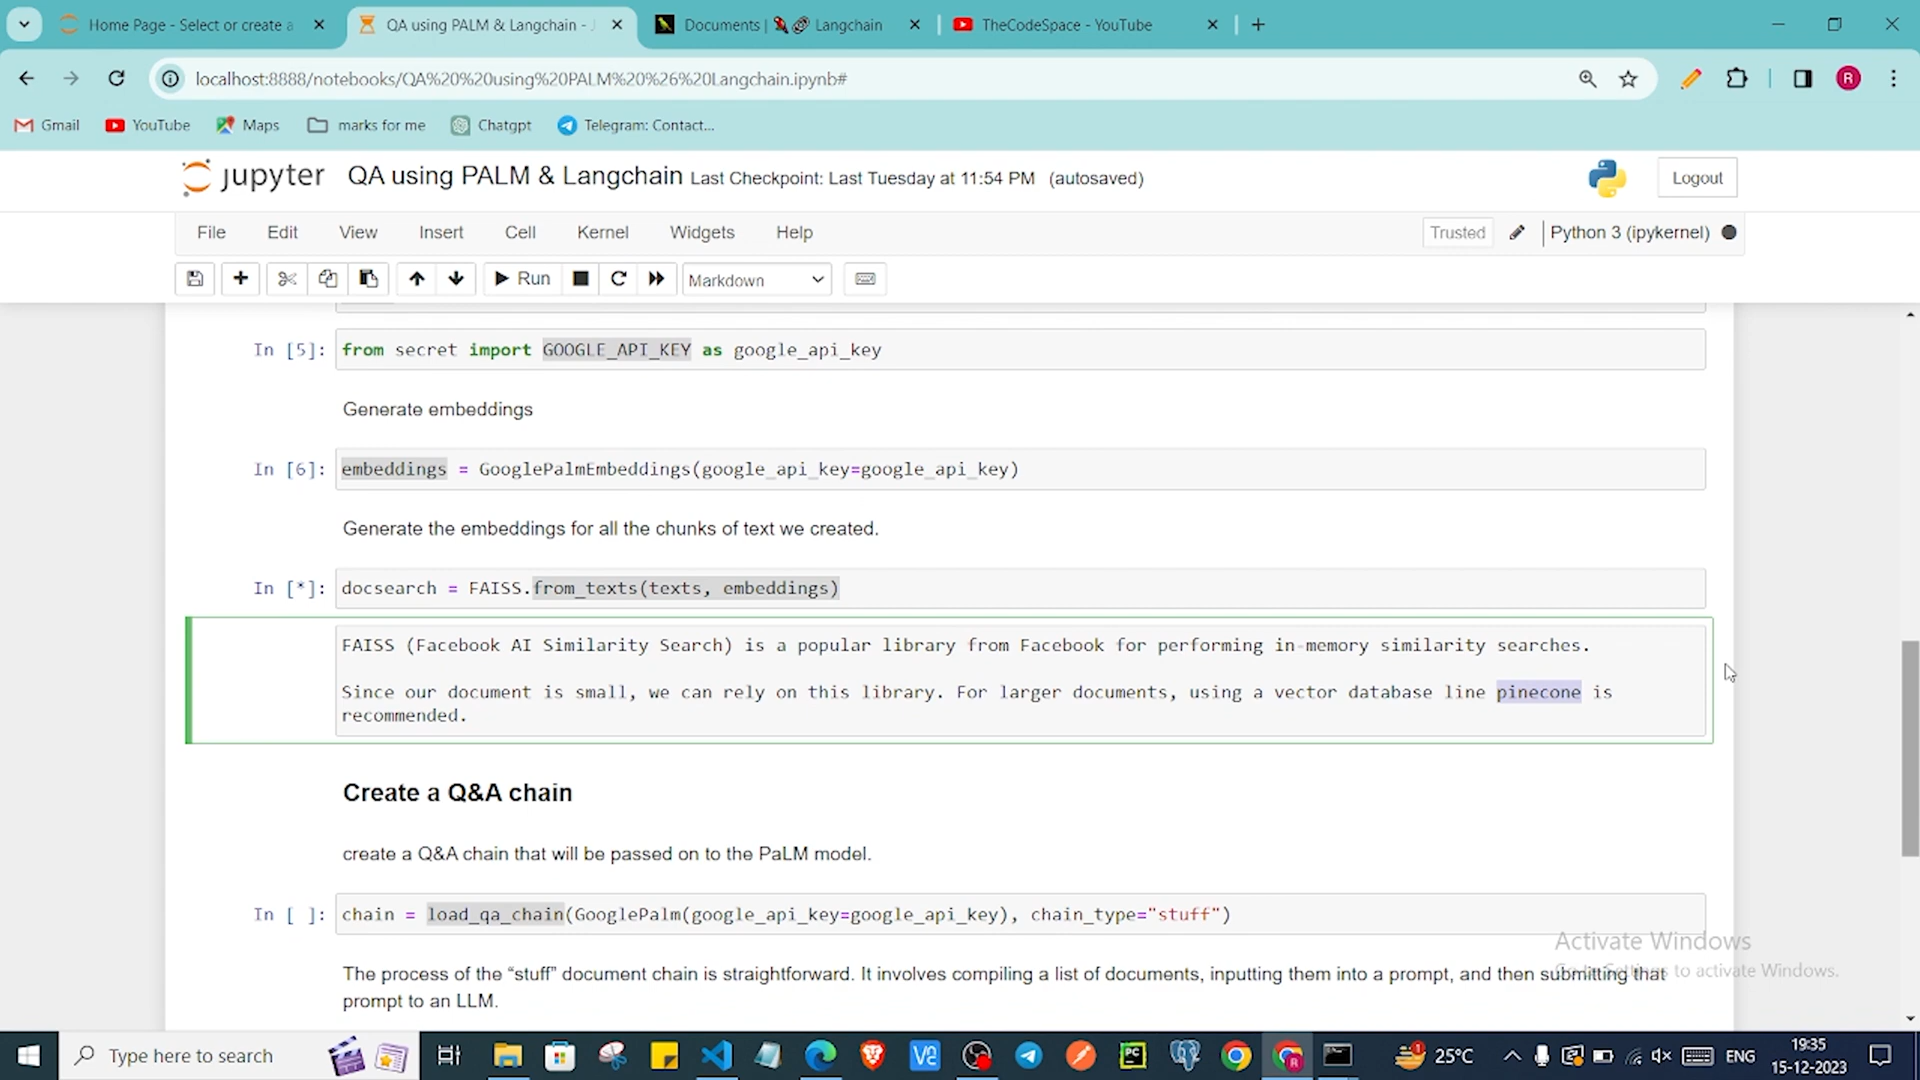 Home Page - Select or create a
QA using PALM & Langchain - J
Documents | Langchain
TheCodeSpace - YouTube
localhost:8888/notebooks/QA%20%20using%20PALM%20%26%20Langchain.ipynb#
R
Gmail
YouTube
Maps
marks for me
Chatgpt
Telegram: Contact...
jupyter
QA using PALM & Langchain Last Checkpoint: Last Tuesday at 11:54 PM (autosaved)
Logout
File Edit View Insert Cell Kernel Widgets Help
Trusted
Python 3 (ipykernel)
Run
Markdown
In [5]: from secret import GOOGLE_API_KEY as google_api_key
Generate embeddings
In [6]: embeddings = GooglePalmEmbeddings(google_api_key=google_api_key)
Generate the embeddings for all the chunks of text we created.
In [*]: docsearch = FAISS.from_texts(texts, embeddings)
FAISS (Facebook AI Similarity Search) is a popular library from Facebook for performing in-memory similarity searches.
Since our document is small, we can rely on this library. For larger documents, using a vector database line pinecone is
recommended.
Create a Q&A chain
create a Q&A chain that will be passed on to the PaLM model.
In [ ]: chain = load_qa_chain(GooglePalm(google_api_key=google_api_key), chain_type="stuff")
Activate Windows
Go to Settings to activate Windows.
The process of the “stuff” document chain is straightforward. It involves compiling a list of documents, inputting them into a prompt, and then submitting that
prompt to an LLM.
Type here to search
25°C
ENG
19:35
15-12-2023